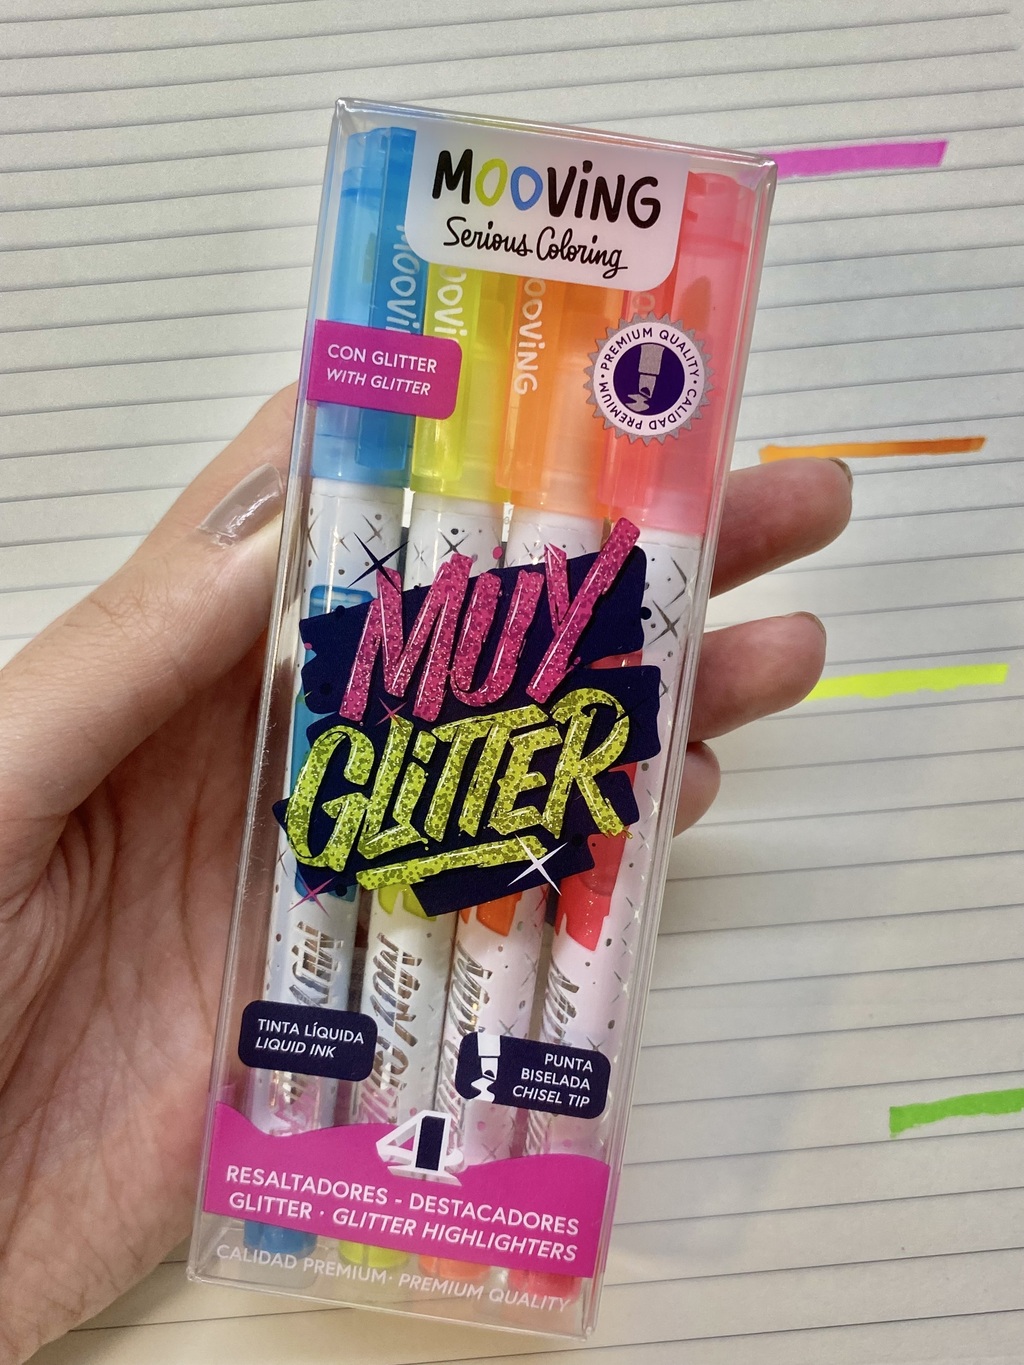 MOOVING
Serious Coloring
MOOVING
MOOVING
CON GLITTER
WITH GLITTER
PREMIUM QUALITY • CALIDAD PREMIUM •
MUY
GLITTER
TINTA LÍQUIDA
LIQUID INK
PUNTA
BISELADA
CHISEL TIP
4
RESALTADORES - DESTACADORES
GLITTER · GLITTER HIGHLIGHTERS
CALIDAD PREMIUM · PREMIUM QUALITY